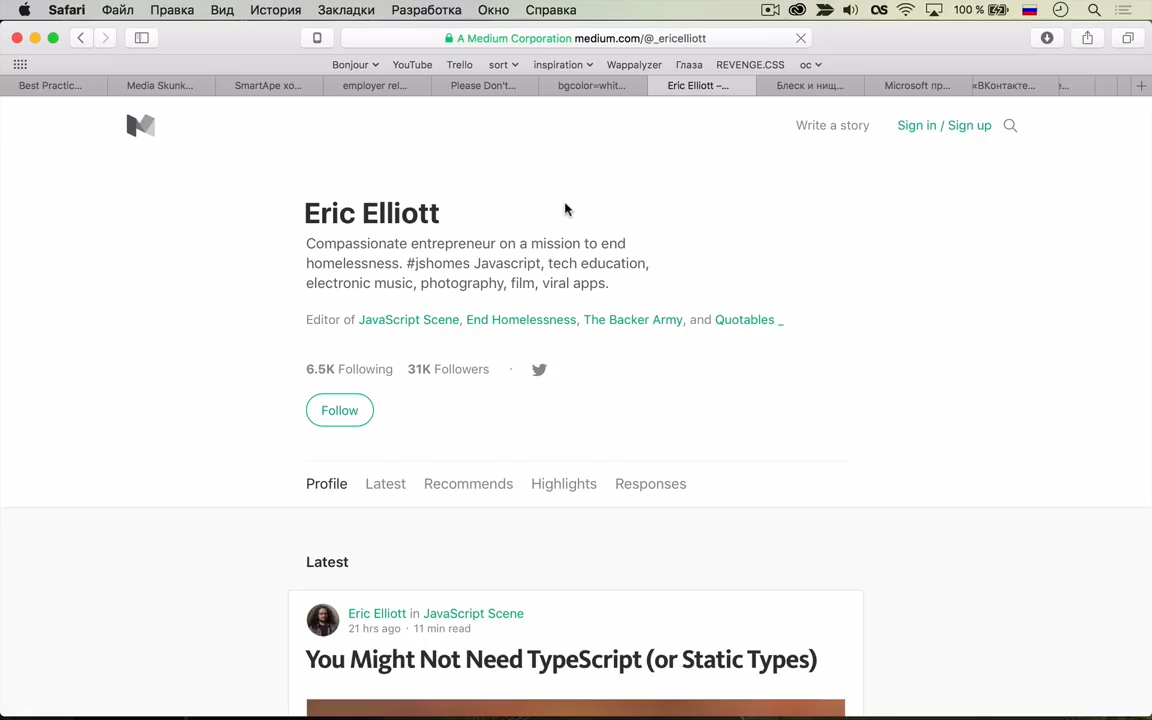 Safari Файл Правка Вид История Закладки Разработка Окно Справка 100 %
A Medium Corporation medium.com/@_ericelliott
Bonjour YouTube Trello sort inspiration Wappalyzer Глаза REVENGE.CSS ос
Best Practic... Media Skunk... SmartApe хо... employer rel... Please Don't... bgcolor=whit... Eric Elliott –... Блеск и нищ... Микрософт пр... «ВКонтакте...
Write a story Sign in / Sign up
Eric Elliott
Compassionate entrepreneur on a mission to end
homelessness. #jshomes Javascript, tech education,
electronic music, photography, film, viral apps.
Editor of JavaScript Scene, End Homelessness, The Backer Army, and Quotables _
6.5K Following 31K Followers ·
Follow
Profile Latest Recommends Highlights Responses
Latest
Eric Elliott in JavaScript Scene
21 hrs ago · 11 min read
You Might Not Need TypeScript (or Static Types)